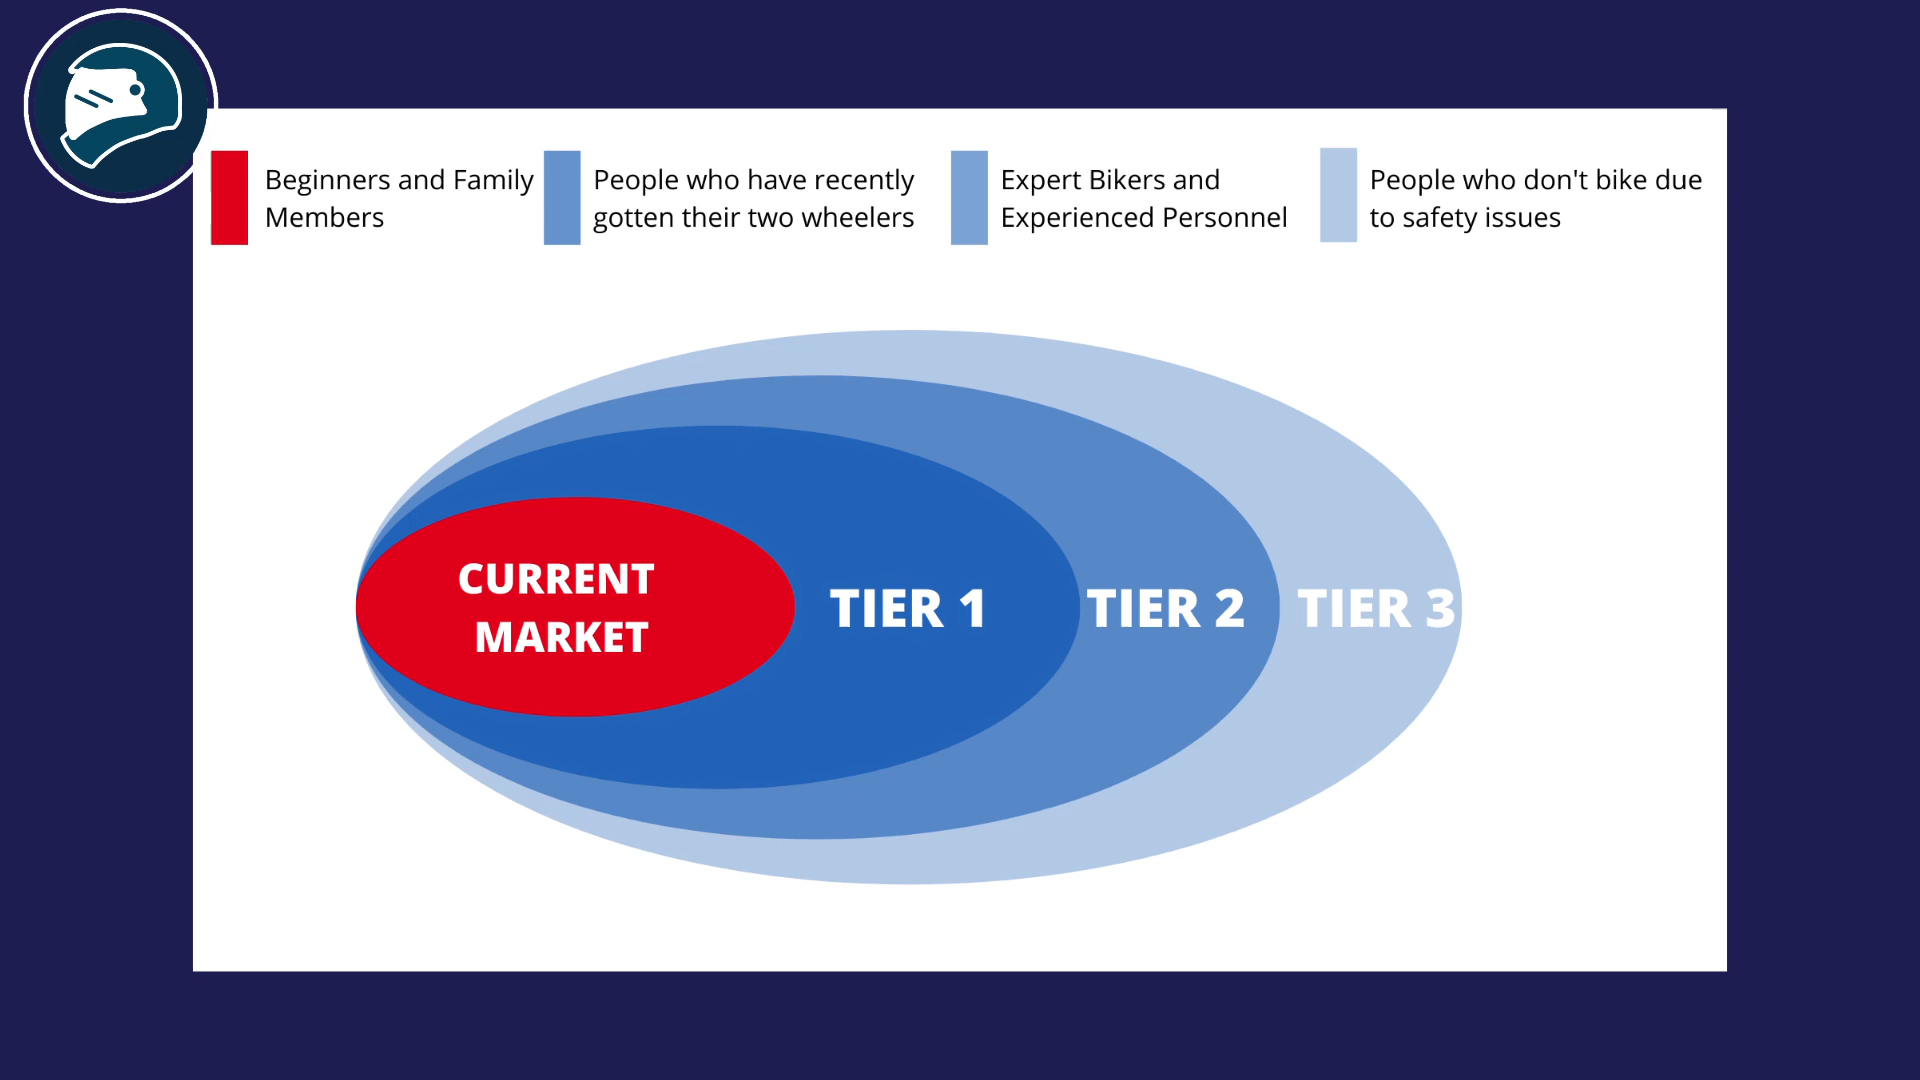 Beginners and Family
Members
People who have recently
gotten their two wheelers
Expert Bikers and
Experienced Personnel
People who don't bike due
to safety issues
CURRENT
MARKET
TIER 1
TIER 2
TIER 3